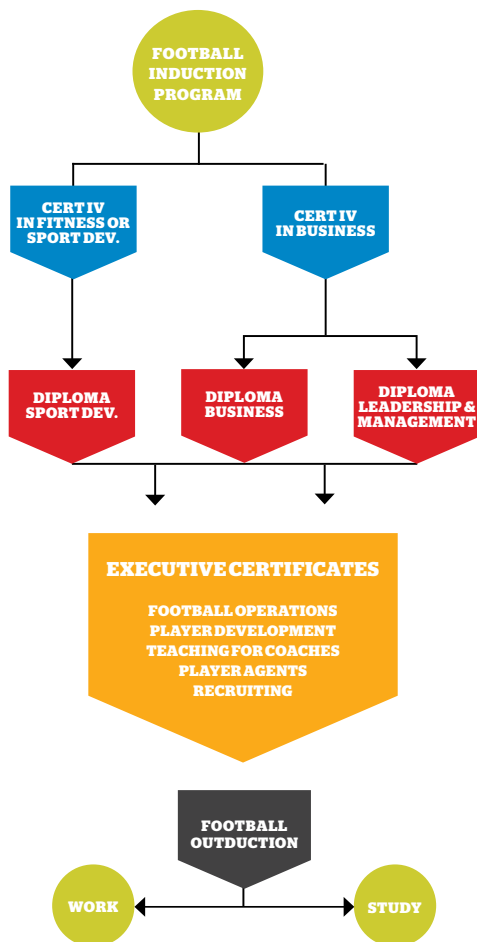 FOOTBALL
INDUCTION
PROGRAM
CERT IV
IN FITNESS OR
SPORT DEV.
CERT IV
IN BUSINESS
DIPLOMA
SPORT DEV.
DIPLOMA
BUSINESS
DIPLOMA
LEADERSHIP &
MANAGEMENT
EXECUTIVE CERTIFICATES
FOOTBALL OPERATIONS
PLAYER DEVELOPMENT
TEACHING FOR COACHES
PLAYER AGENTS
RECRUITING
FOOTBALL
OUTDUCTION
WORK
STUDY